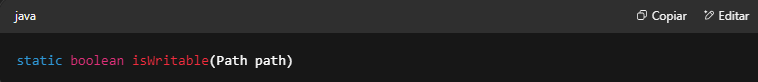 java Copiar Editar
static boolean isWritable(Path path)